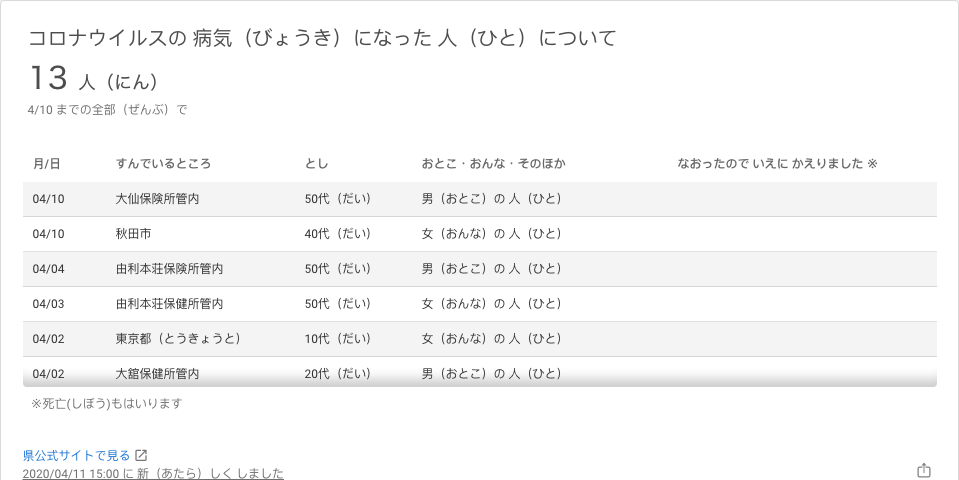 コロナウイルスの 病気（びょうき）になった 人（ひと）について
13 人（にん）
4/10 までの全部（ぜんぶ）で
月/日 すんでいるところ とし おとこ・おんな・そのほか なおったので いえに かえりました ※
04/10 大仙保険所管内 50代（だい） 男（おとこ）の 人（ひと）
04/10 秋田市 40代（だい） 女（おんな）の 人（ひと）
04/04 由利本荘保険所管内 50代（だい） 男（おとこ）の 人（ひと）
04/03 由利本荘保健所管内 50代（だい） 女（おんな）の 人（ひと）
04/02 東京都（とうきょうと） 10代（だい） 女（おんな）の 人（ひと）
04/02 大舘保健所管内 20代（だい） 男（おとこ）の 人（ひと）
※死亡(しぼう)もはいります
県公式サイトで見る
2020/04/11 15:00 に 新（あたら）しく しました